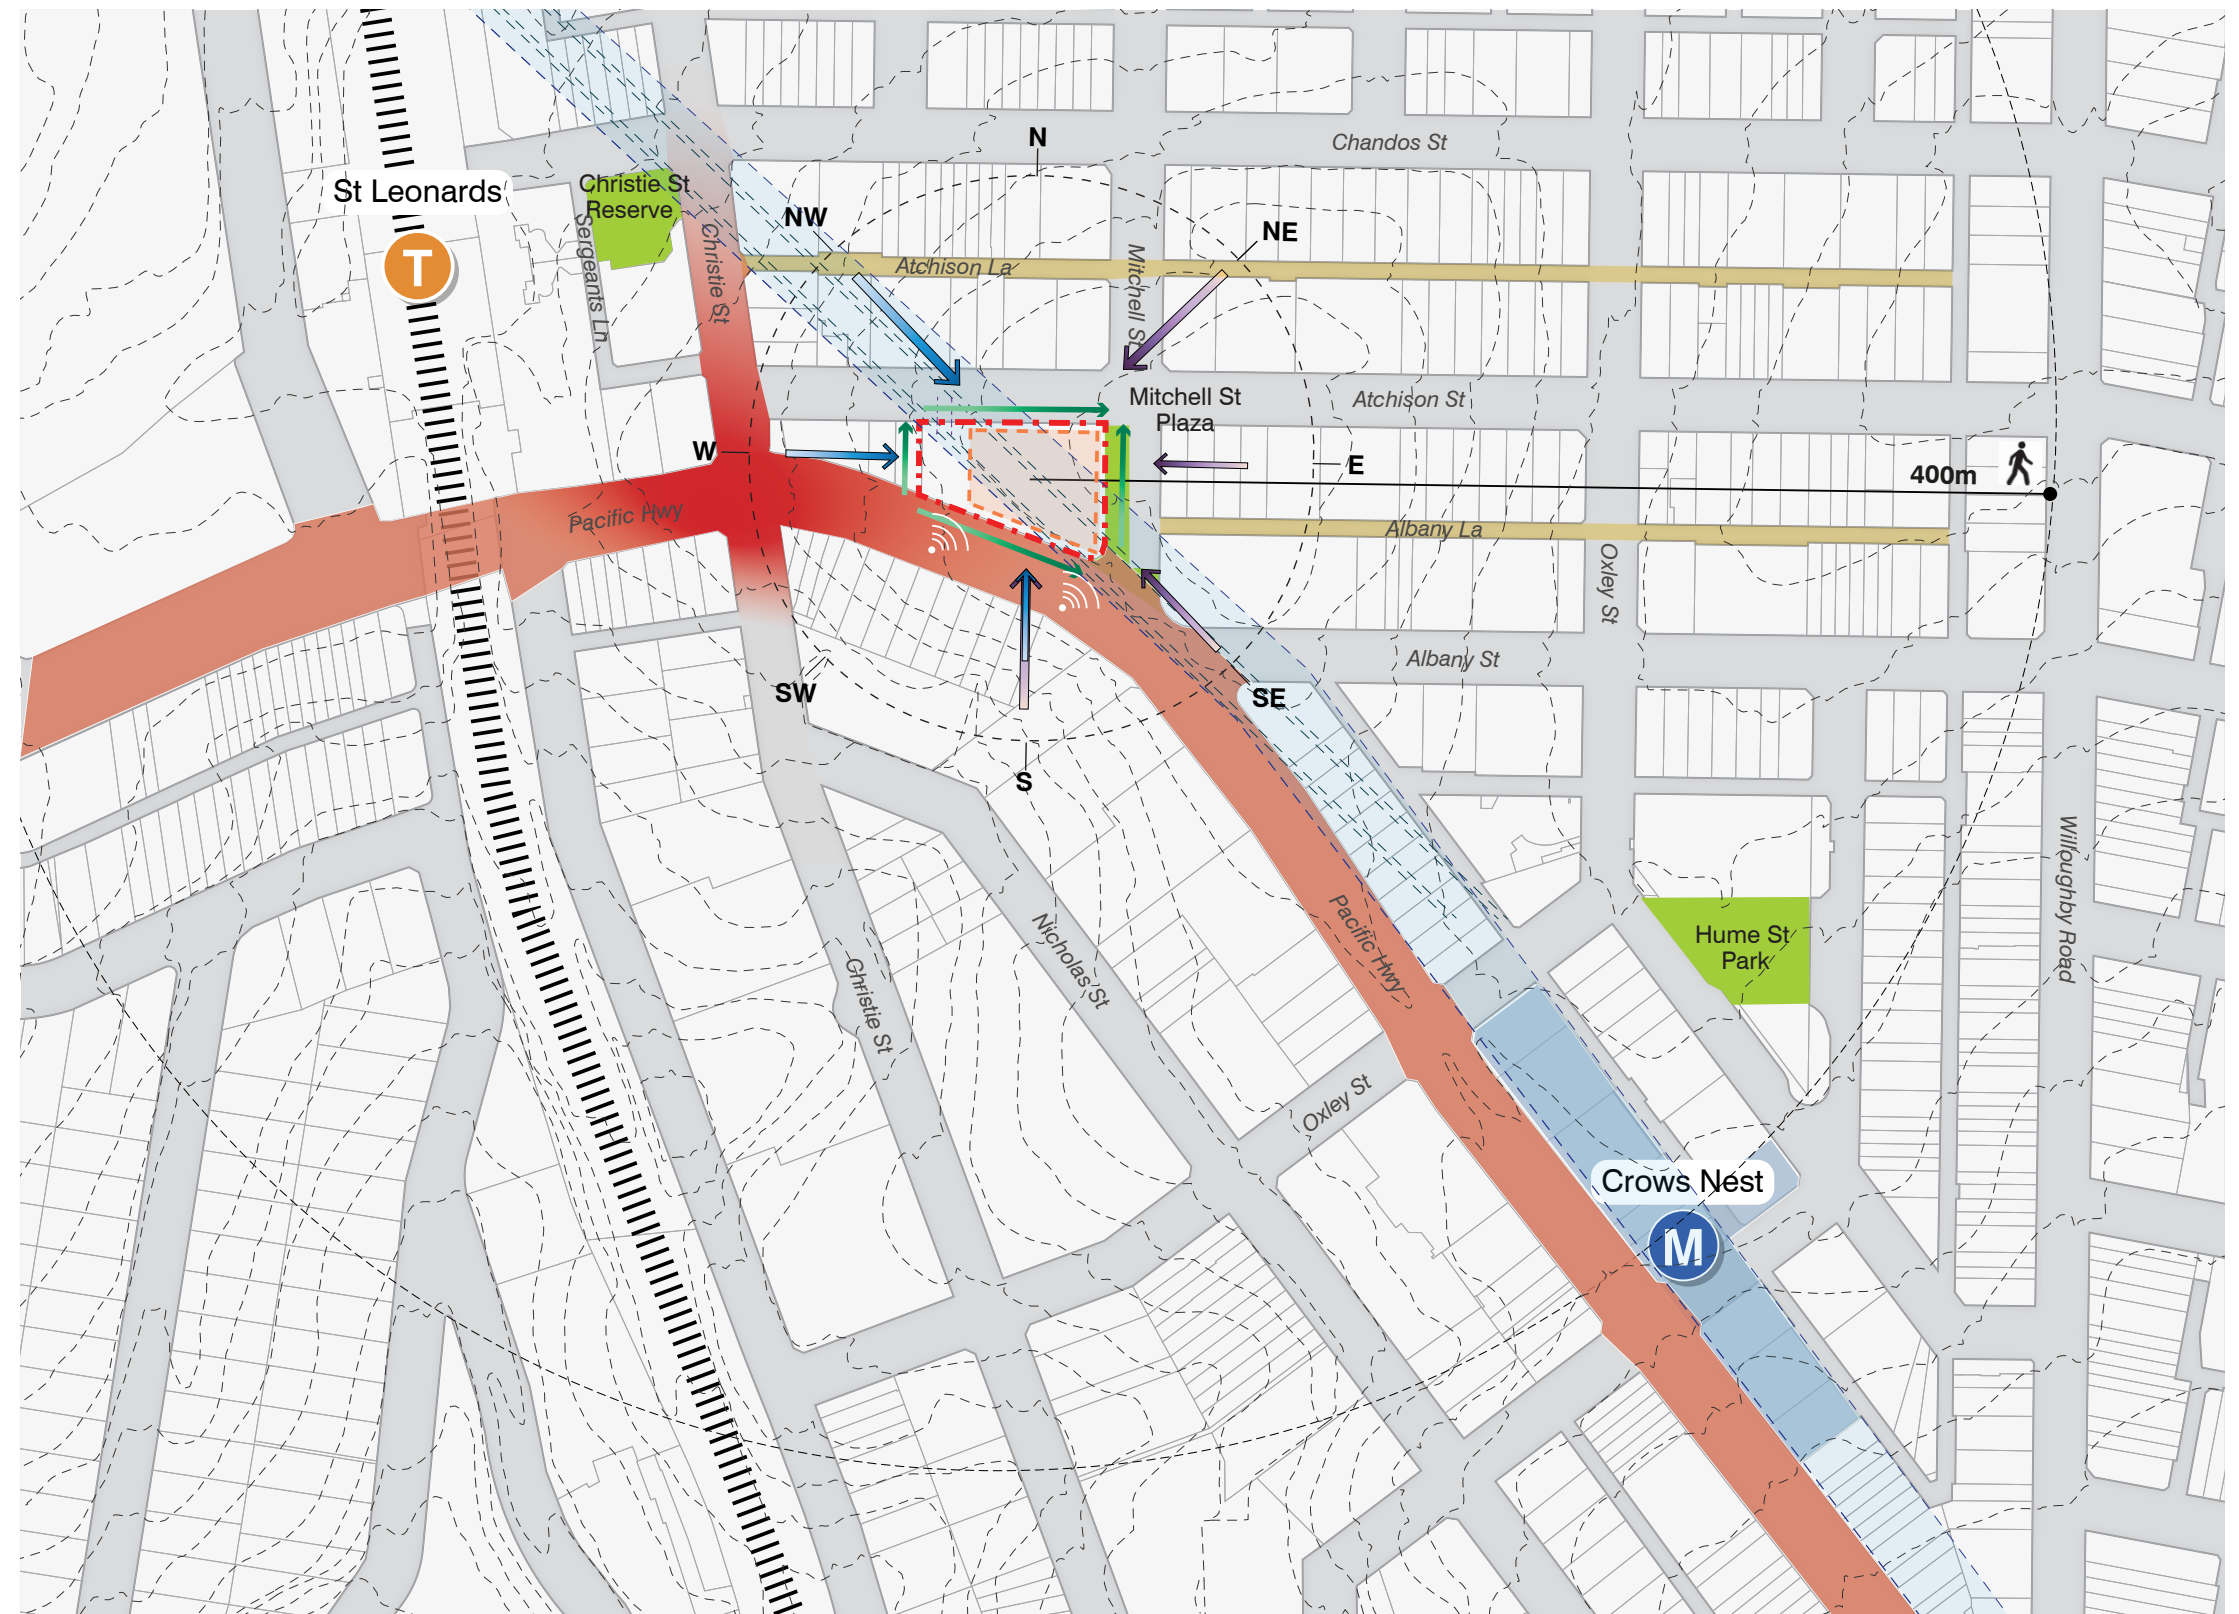 N
Chandos St
St Leonards
Christie St
Reserve
NW
NE
T
Sergeants Ln
Christie St
Atchison La
Mitchell St
Mitchell St
Plaza
Atchison St
W
E
400m
Pacific Hwy
Albany La
Oxley St
Albany St
SW
SE
S
Willoughby Road
Pacific Hwy
Hume St
Park
Nicholas St
Christie St
Oxley St
Crows Nest
M